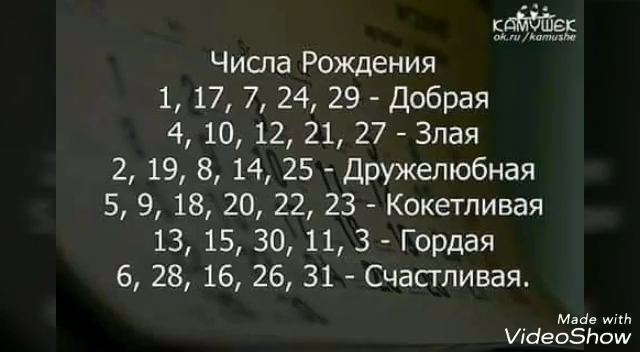 КАМУШЕК
ok.ru/kamushe
Числа Рождения
1, 17, 7, 24, 29 - Добрая
4, 10, 12, 21, 27 - Злая
2, 19, 8, 14, 25 - Дружелюбная
5, 9, 18, 20, 22, 23 - Кокетливая
13, 15, 30, 11, 3 - Гордая
6, 28, 16, 26, 31 - Счастливая.
Made with
VideoShow